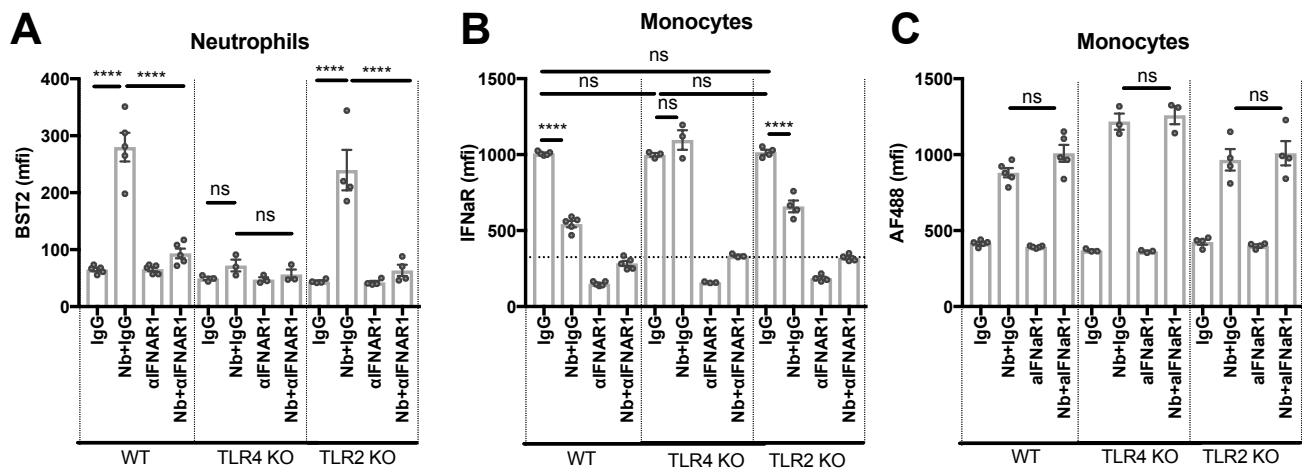 A
Neutrophils
BST2 (mfi)
400
300
200
100
0
****
****
ns
ns
****
****
IgG
Nb+IgG
αIFNAR1
Nb+αIFNAR1
IgG
Nb+IgG
αIFNAR1
Nb+αIFNAR1
IgG
Nb+IgG
αIFNAR1
Nb+αIFNAR1
WT
TLR4 KO
TLR2 KO
B
Monocytes
IFNaR (mfi)
1500
1000
500
0
ns
ns
ns
****
ns
****
IgG
Nb+IgG
αIFNAR1
Nb+αIFNAR1
IgG
Nb+IgG
αIFNAR1
Nb+αIFNAR1
IgG
Nb+IgG
αIFNAR1
Nb+αIFNAR1
WT
TLR4 KO
TLR2 KO
C
Monocytes
AF488 (mfi)
1500
1000
500
0
ns
ns
ns
IgG
Nb+IgG
aIFNaR1
Nb+aIFNaR1
IgG
Nb+IgG
aIFNaR1
Nb+aIFNaR1
IgG
Nb+IgG
aIFNaR1
Nb+aIFNaR1
WT
TLR4 KO
TLR2 KO